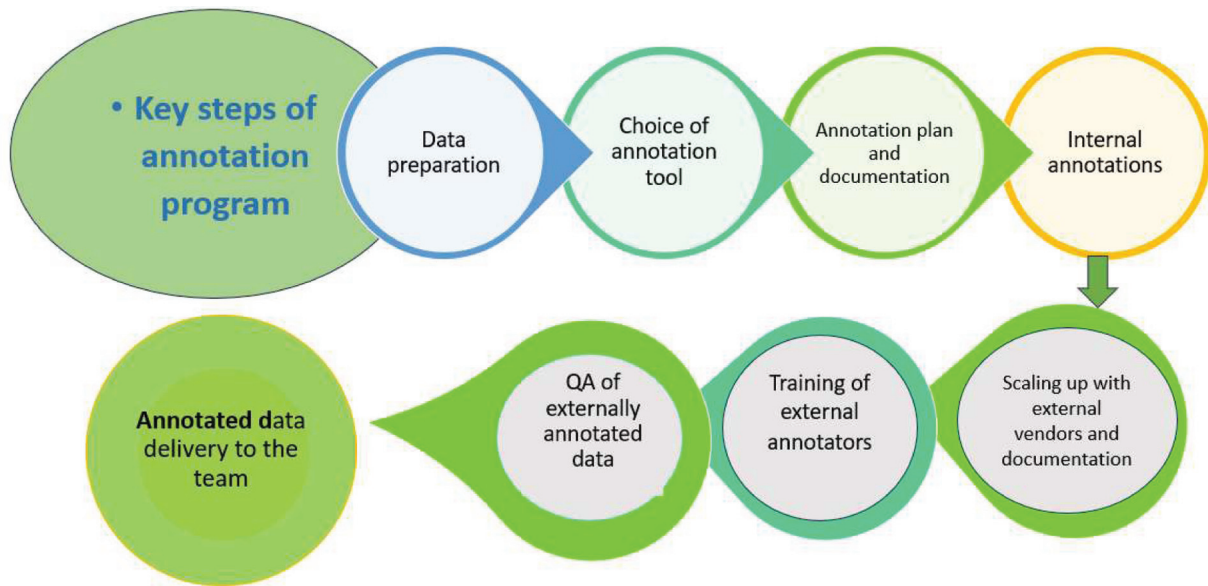 • Key steps of
annotation
program
Data
preparation
Choice of
annotation
tool
Annotation plan
and
documentation
Internal
annotations
Scaling up with
external
vendors and
documentation
Training of
external
annotators
QA of
externally
annotated
data
Annotated data
delivery to the
team